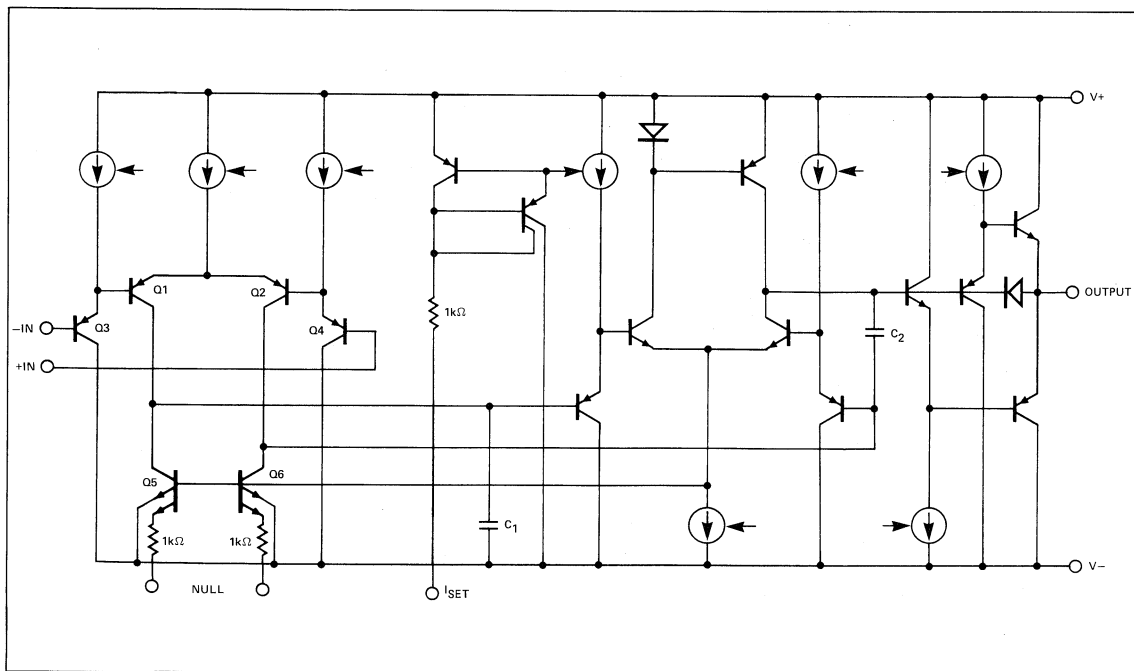 V+
Q1
Q2
1kΩ
OUTPUT
−IN
Q3
Q4
C2
+IN
Q5
Q6
C1
1kΩ
1kΩ
NULL
ISET
V−